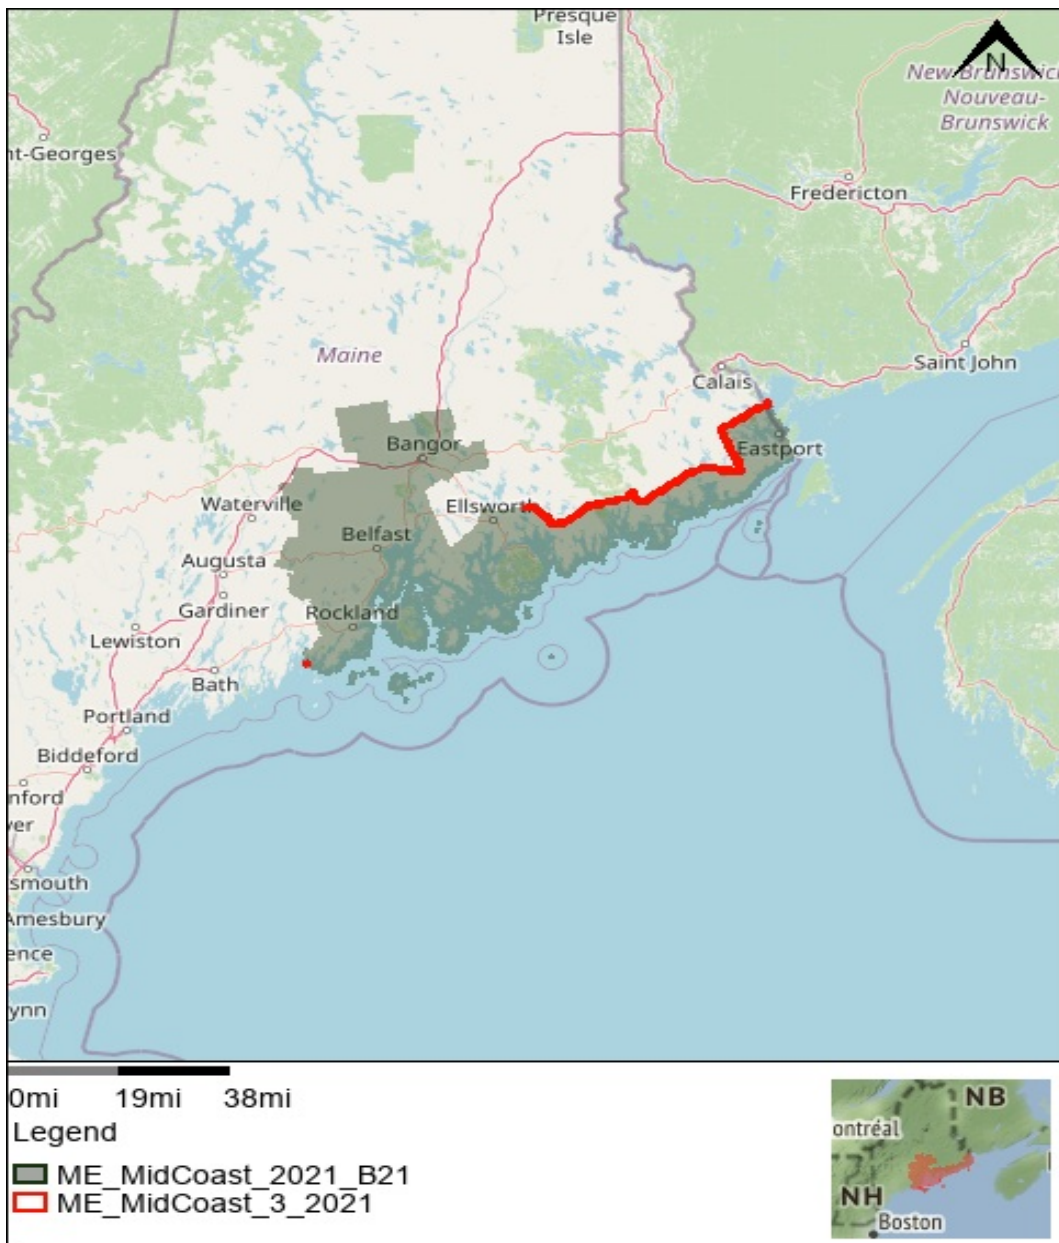 Presque
Isle
N
New Brunswick
Nouveau-
Brunswick
nt-Georges
Fredericton
Maine
Saint John
Calais
Bangor
Eastport
Waterville
Ellsworth
Belfast
Augusta
Gardiner
Rockland
Lewiston
Bath
Portland
Biddeford
nford
ver
smouth
Amesbury
ence
ynn
0mi 19mi 38mi
Legend
ME_MidCoast_2021_B21
ME_MidCoast_3_2021
NB
ontréal
NH
Boston